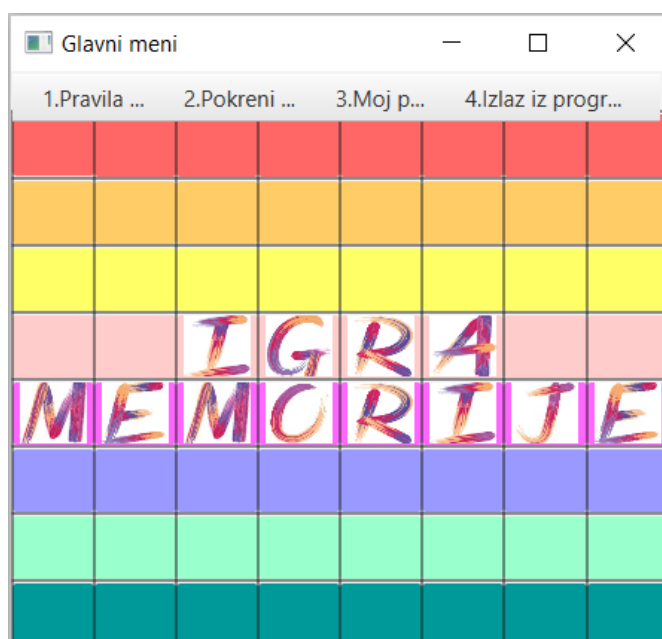 Glavni meni
1.Pravila ... 2.Pokreni ... 3.Moj p... 4.Izlaz iz progr...
IGRA
MEMORIJE